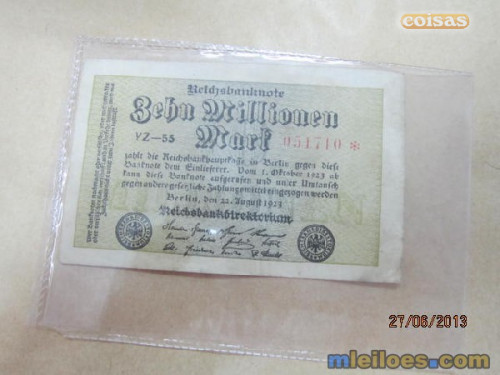 coisas
Reichsbanknote
Zehn Millionen
Mark
VZ-55
051710 *
zahlt die Reichsbankhauptkasse in Berlin gegen diese
Banknote dem Einlieferer. Vom 1. Oktober 1923 ab
kann diese Banknote aufgerufen und unter Umtausch
gegen andere gesetzliche Zahlungsmittel eingezogen werden
Berlin, den 22. August 1923
Reichsbankdirektorium
27/06/2013
mleiloes.com